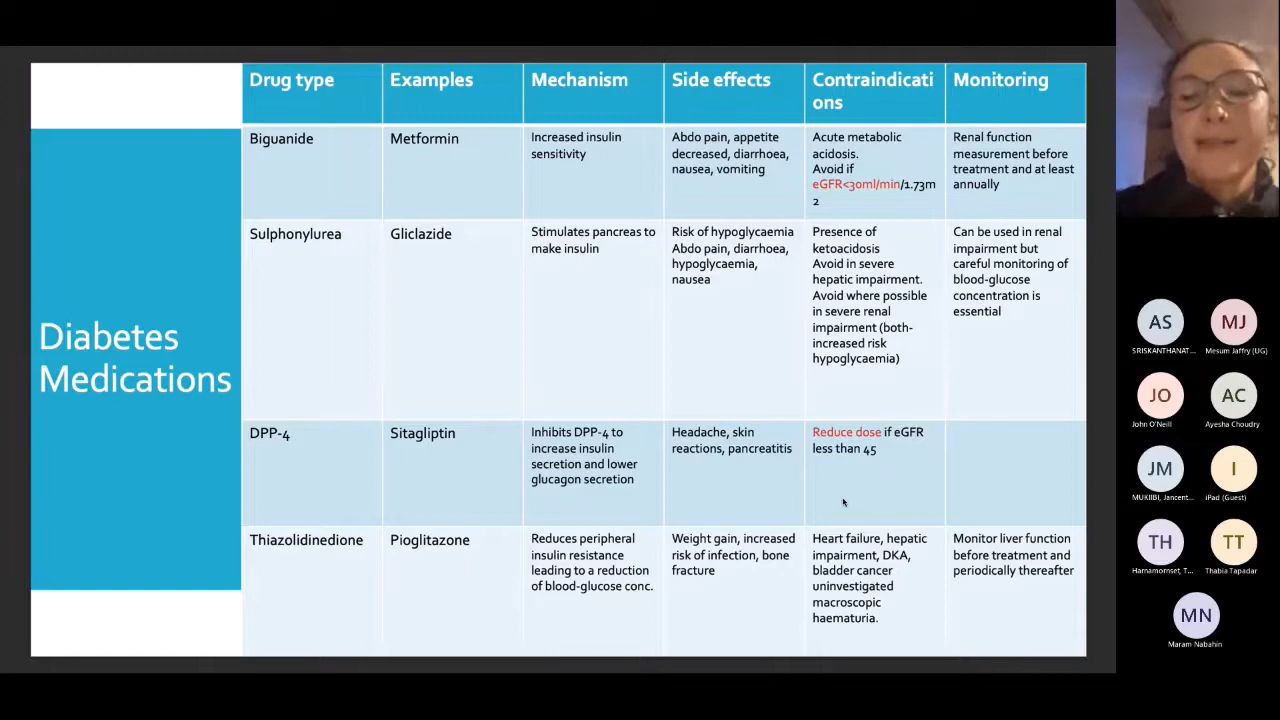 Diabetes
Medications
Drug type
Examples
Mechanism
Side effects
Contraindicati
ons
Monitoring
Biguanide
Metformin
Increased insulin
sensitivity
Abdo pain, appetite
decreased, diarrhoea,
nausea, vomiting
Acute metabolic
acidosis.
Avoid if
eGFR<30ml/min/1.73m
2
Renal function
measurement before
treatment and at least
annually
Sulphonylurea
Gliclazide
Stimulates pancreas to
make insulin
Risk of hypoglycaemia
Abdo pain, diarrhoea,
hypoglycaemia,
nausea
Presence of
ketoacidosis
Avoid in severe
hepatic impairment.
Avoid where possible
in severe renal
impairment (both-
increased risk
hypoglycaemia)
Can be used in renal
impairment but
careful monitoring of
blood-glucose
concentration is
essential
DPP-4
Sitagliptin
Inhibits DPP-4 to
increase insulin
secretion and lower
glucagon secretion
Headache, skin
reactions, pancreatitis
Reduce dose if eGFR
less than 45
Thiazolidinedione
Pioglitazone
Reduces peripheral
insulin resistance
leading to a reduction
of blood-glucose conc.
Weight gain, increased
risk of infection, bone
fracture
Heart failure, hepatic
impairment, DKA,
bladder cancer
uninvestigated
macroscopic
haematuria.
Monitor liver function
before treatment and
periodically thereafter
AS
SRISKANTHANAT...
MJ
Mesum Jaffry (UG)
JO
John O'Neill
AC
Ayesha Choudry
JM
MUKIIBI, Jancent...
I
iPad (Guest)
TH
Harnamornset, T...
TT
Thabia Tapadar
MN
Maram Nabahin